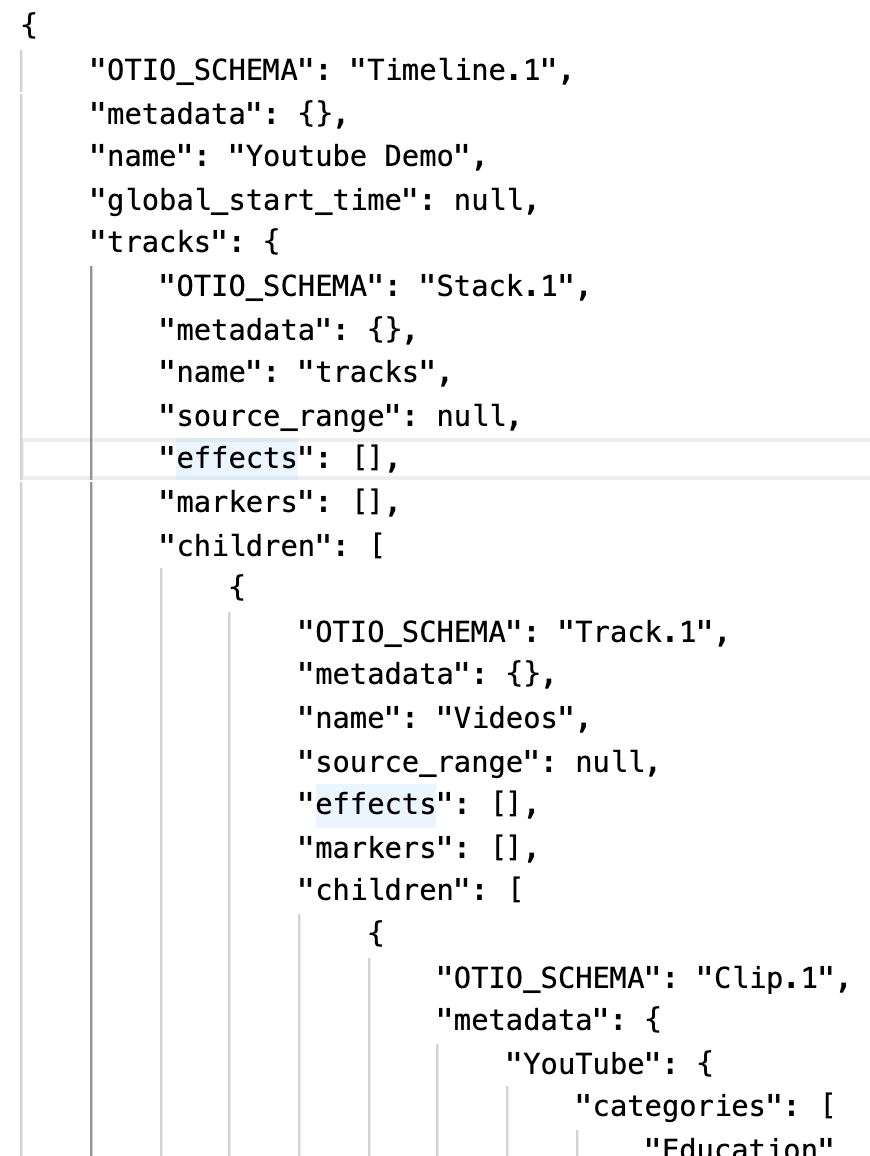 {
"OTIO_SCHEMA": "Timeline.1",
"metadata": {},
"name": "Youtube Demo",
"global_start_time": null,
"tracks": {
"OTIO_SCHEMA": "Stack.1",
"metadata": {},
"name": "tracks",
"source_range": null,
"effects": [],
"markers": [],
"children": [
{
"OTIO_SCHEMA": "Track.1",
"metadata": {},
"name": "Videos",
"source_range": null,
"effects": [],
"markers": [],
"children": [
{
"OTIO_SCHEMA": "Clip.1",
"metadata": {
"YouTube": {
"categories": [
"Education"